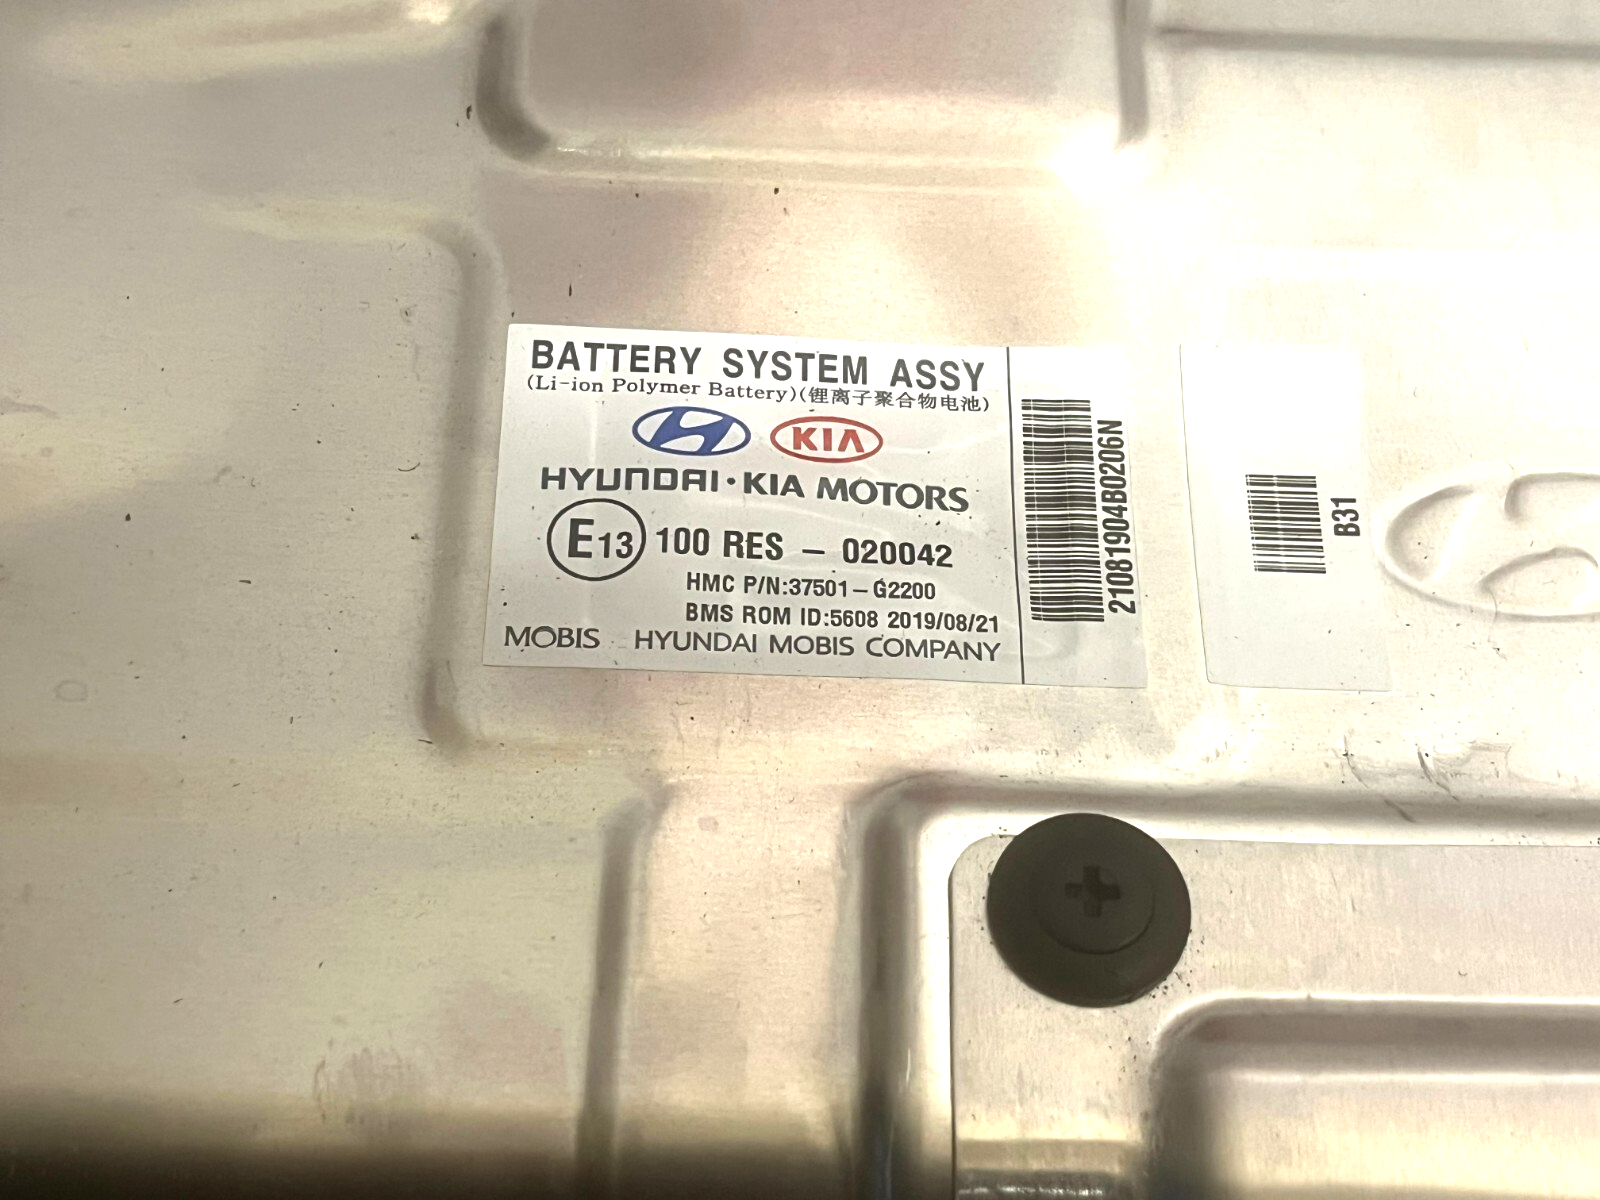 BATTERY SYSTEM ASSY
(Li-ion Polymer Battery)(锂离子聚合物电池)
KIA
HYUNDAI·KIA MOTORS
E13 100 RES – 020042
HMC P/N:37501–G2200
BMS ROM ID:5608 2019/08/21
MOBIS HYUNDAI MOBIS COMPANY
21081904B0206N
B31